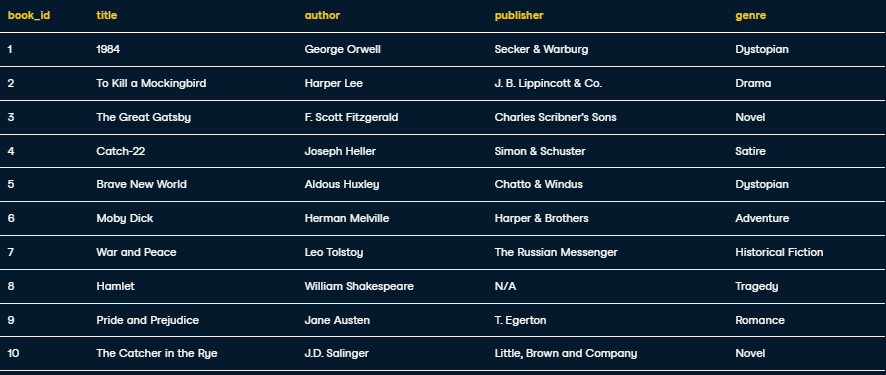 book_id title author publisher genre
1 1984 George Orwell Secker & Warburg Dystopian
2 To Kill a Mockingbird Harper Lee J. B. Lippincott & Co. Drama
3 The Great Gatsby F. Scott Fitzgerald Charles Scribner's Sons Novel
4 Catch-22 Joseph Heller Simon & Schuster Satire
5 Brave New World Aldous Huxley Chatto & Windus Dystopian
6 Moby Dick Herman Melville Harper & Brothers Adventure
7 War and Peace Leo Tolstoy The Russian Messenger Historical Fiction
8 Hamlet William Shakespeare N/A Tragedy
9 Pride and Prejudice Jane Austen T. Egerton Romance
10 The Catcher in the Rye J.D. Salinger Little, Brown and Company Novel